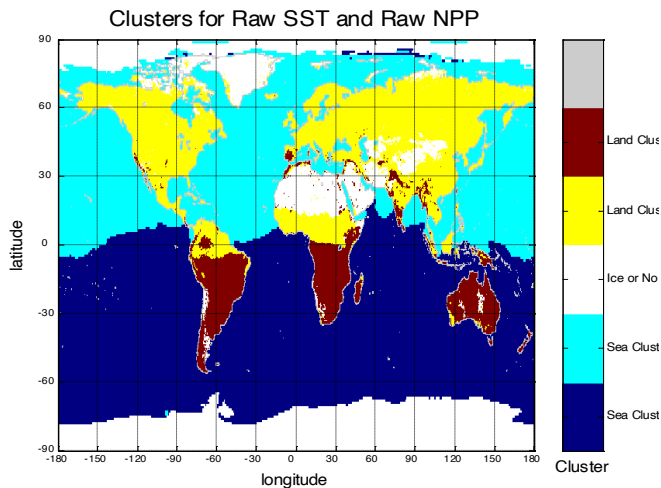 Clusters for Raw SST and Raw NPP
90
60
30
0
-30
-60
-90
latitude
-180 -150 -120 -90 -60 -30 0 30 60 90 120 150 180
longitude
Land Clus
Land Clus
Ice or No
Sea Clust
Sea Clust
Cluster